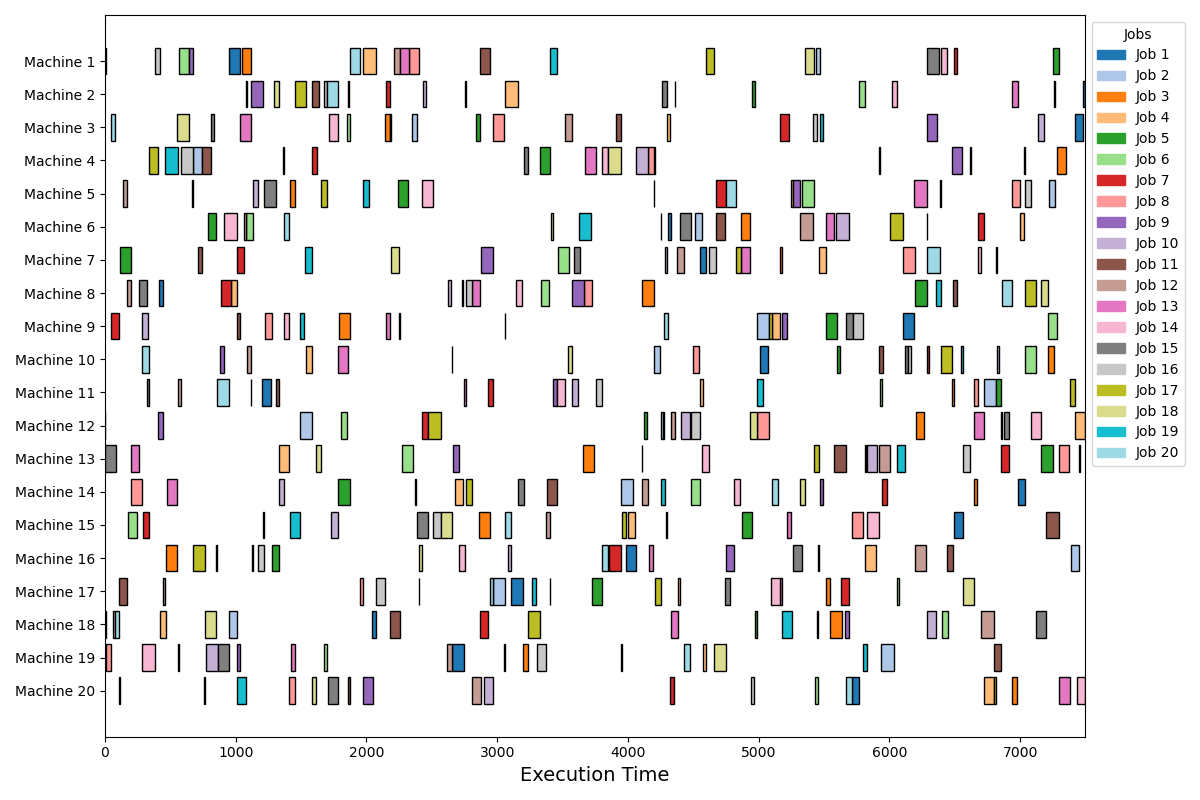 Machine 1
Machine 2
Machine 3
Machine 4
Machine 5
Machine 6
Machine 7
Machine 8
Machine 9
Machine 10
Machine 11
Machine 12
Machine 13
Machine 14
Machine 15
Machine 16
Machine 17
Machine 18
Machine 19
Machine 20
0 1000 2000 3000 4000 5000 6000 7000
Execution Time
Jobs
Job 1
Job 2
Job 3
Job 4
Job 5
Job 6
Job 7
Job 8
Job 9
Job 10
Job 11
Job 12
Job 13
Job 14
Job 15
Job 16
Job 17
Job 18
Job 19
Job 20